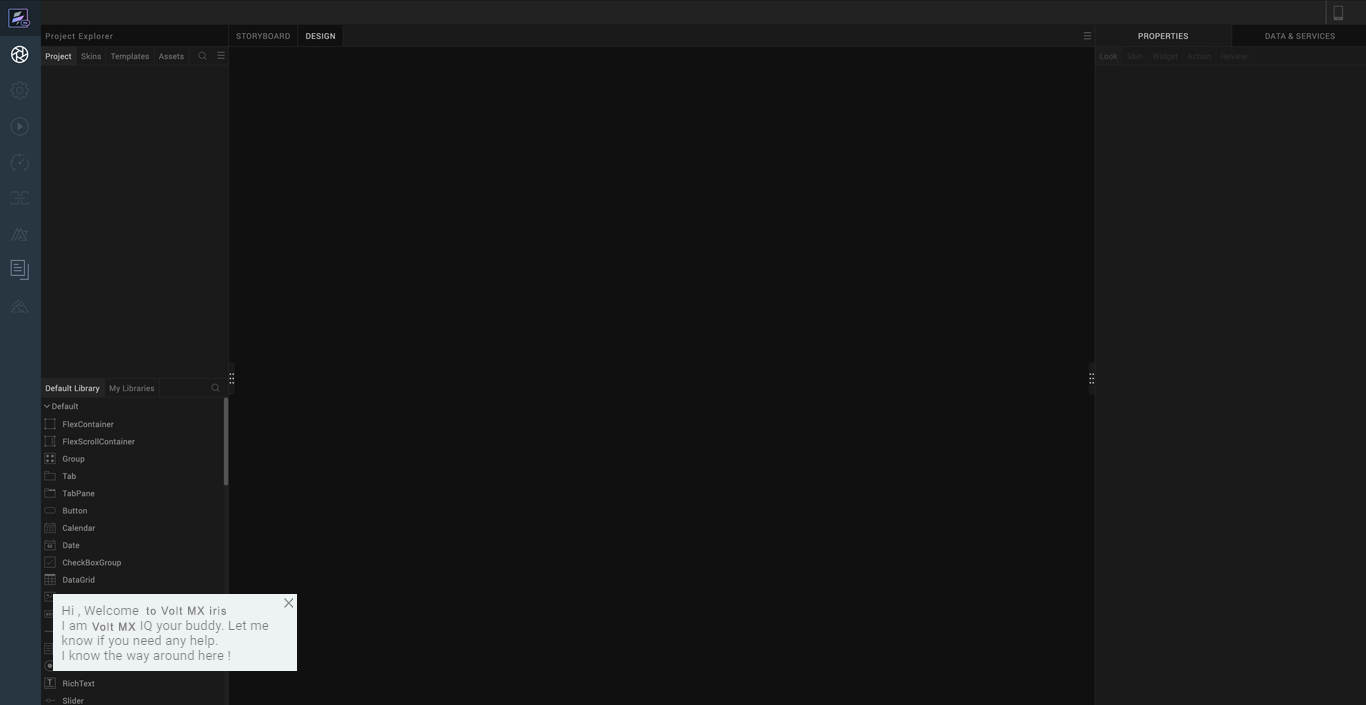 Project Explorer
STORYBOARD
DESIGN
PROPERTIES
DATA & SERVICES
Project
Skins
Templates
Assets
Look
Skin
Widget
Action
Review
Default Library
My Libraries
Default
FlexContainer
FlexScrollContainer
Group
Tab
TabPane
Button
Calendar
Date
CheckBoxGroup
DataGrid
Hi , Welcome to Volt MX iris
I am Volt MX IQ your buddy. Let me
know if you need any help.
I know the way around here !
RichText
Slider